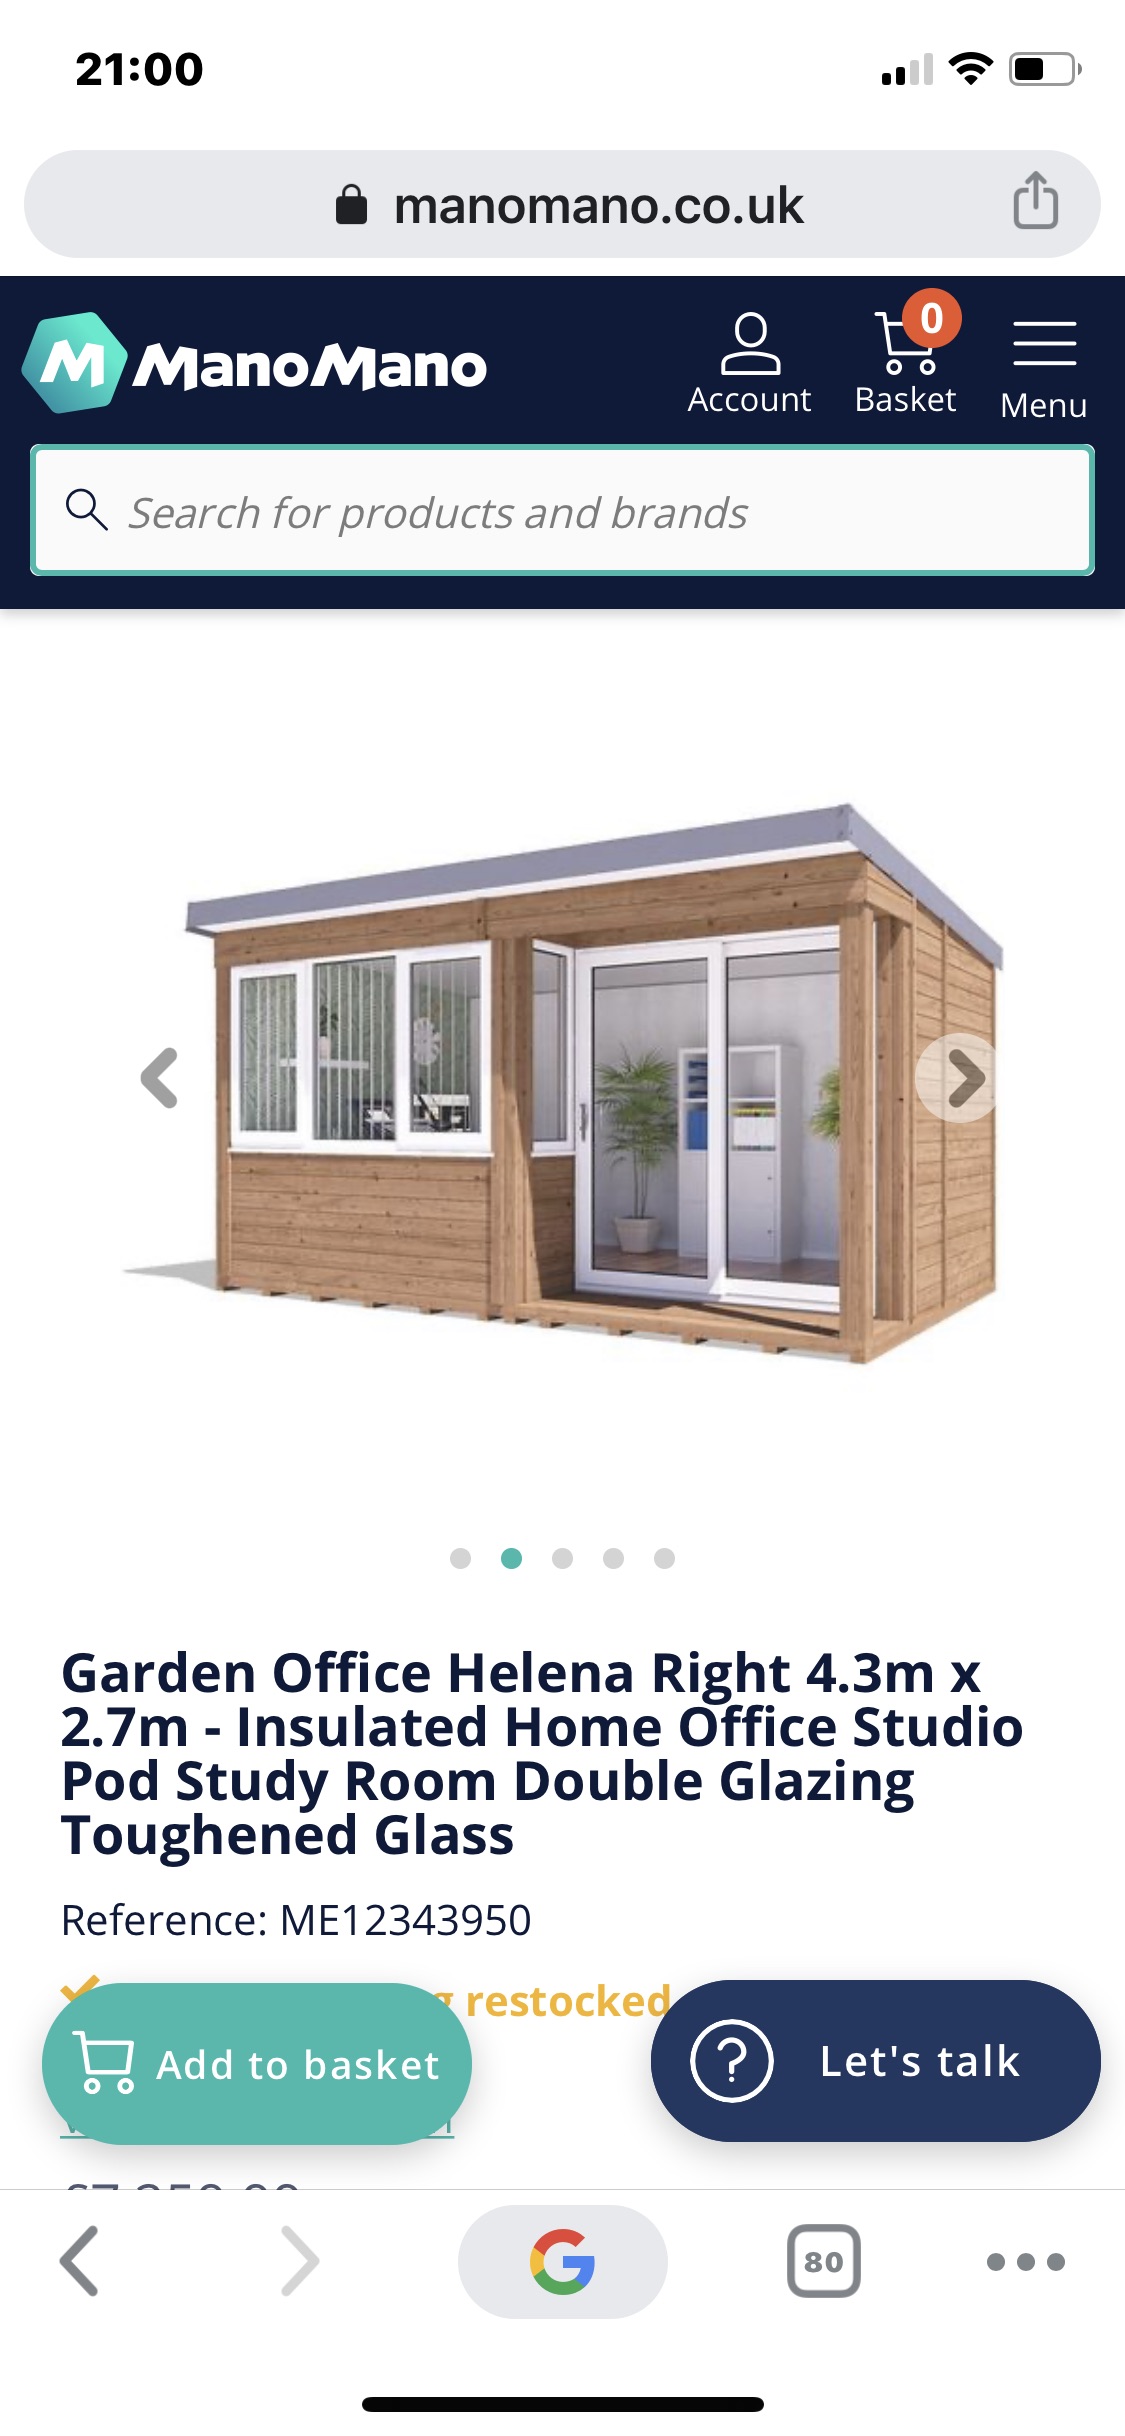 21:00
manomano.co.uk
ManoMano
0
Account
Basket
Menu
Search for products and brands
Garden Office Helena Right 4.3m x
2.7m - Insulated Home Office Studio
Pod Study Room Double Glazing
Toughened Glass
Reference: ME12343950
restocked
Add to basket
Let's talk
80